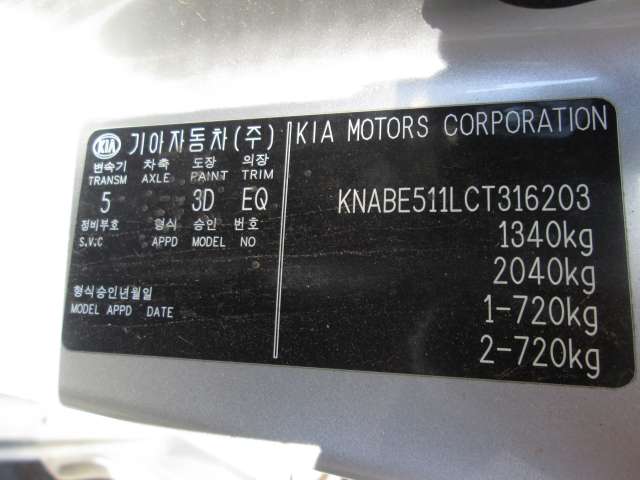 KIA 기아자동차(주)
변속기 차축 도장 의장
TRANSM AXLE PAINT TRIM
5 3D EQ
정비부호 형식 승인 번호
S.V.C APPD MODEL NO
형식승인년월일
MODEL APPD DATE
KIA MOTORS CORPORATION
KNABE511LCT316203
1340kg
2040kg
1-720kg
2-720kg